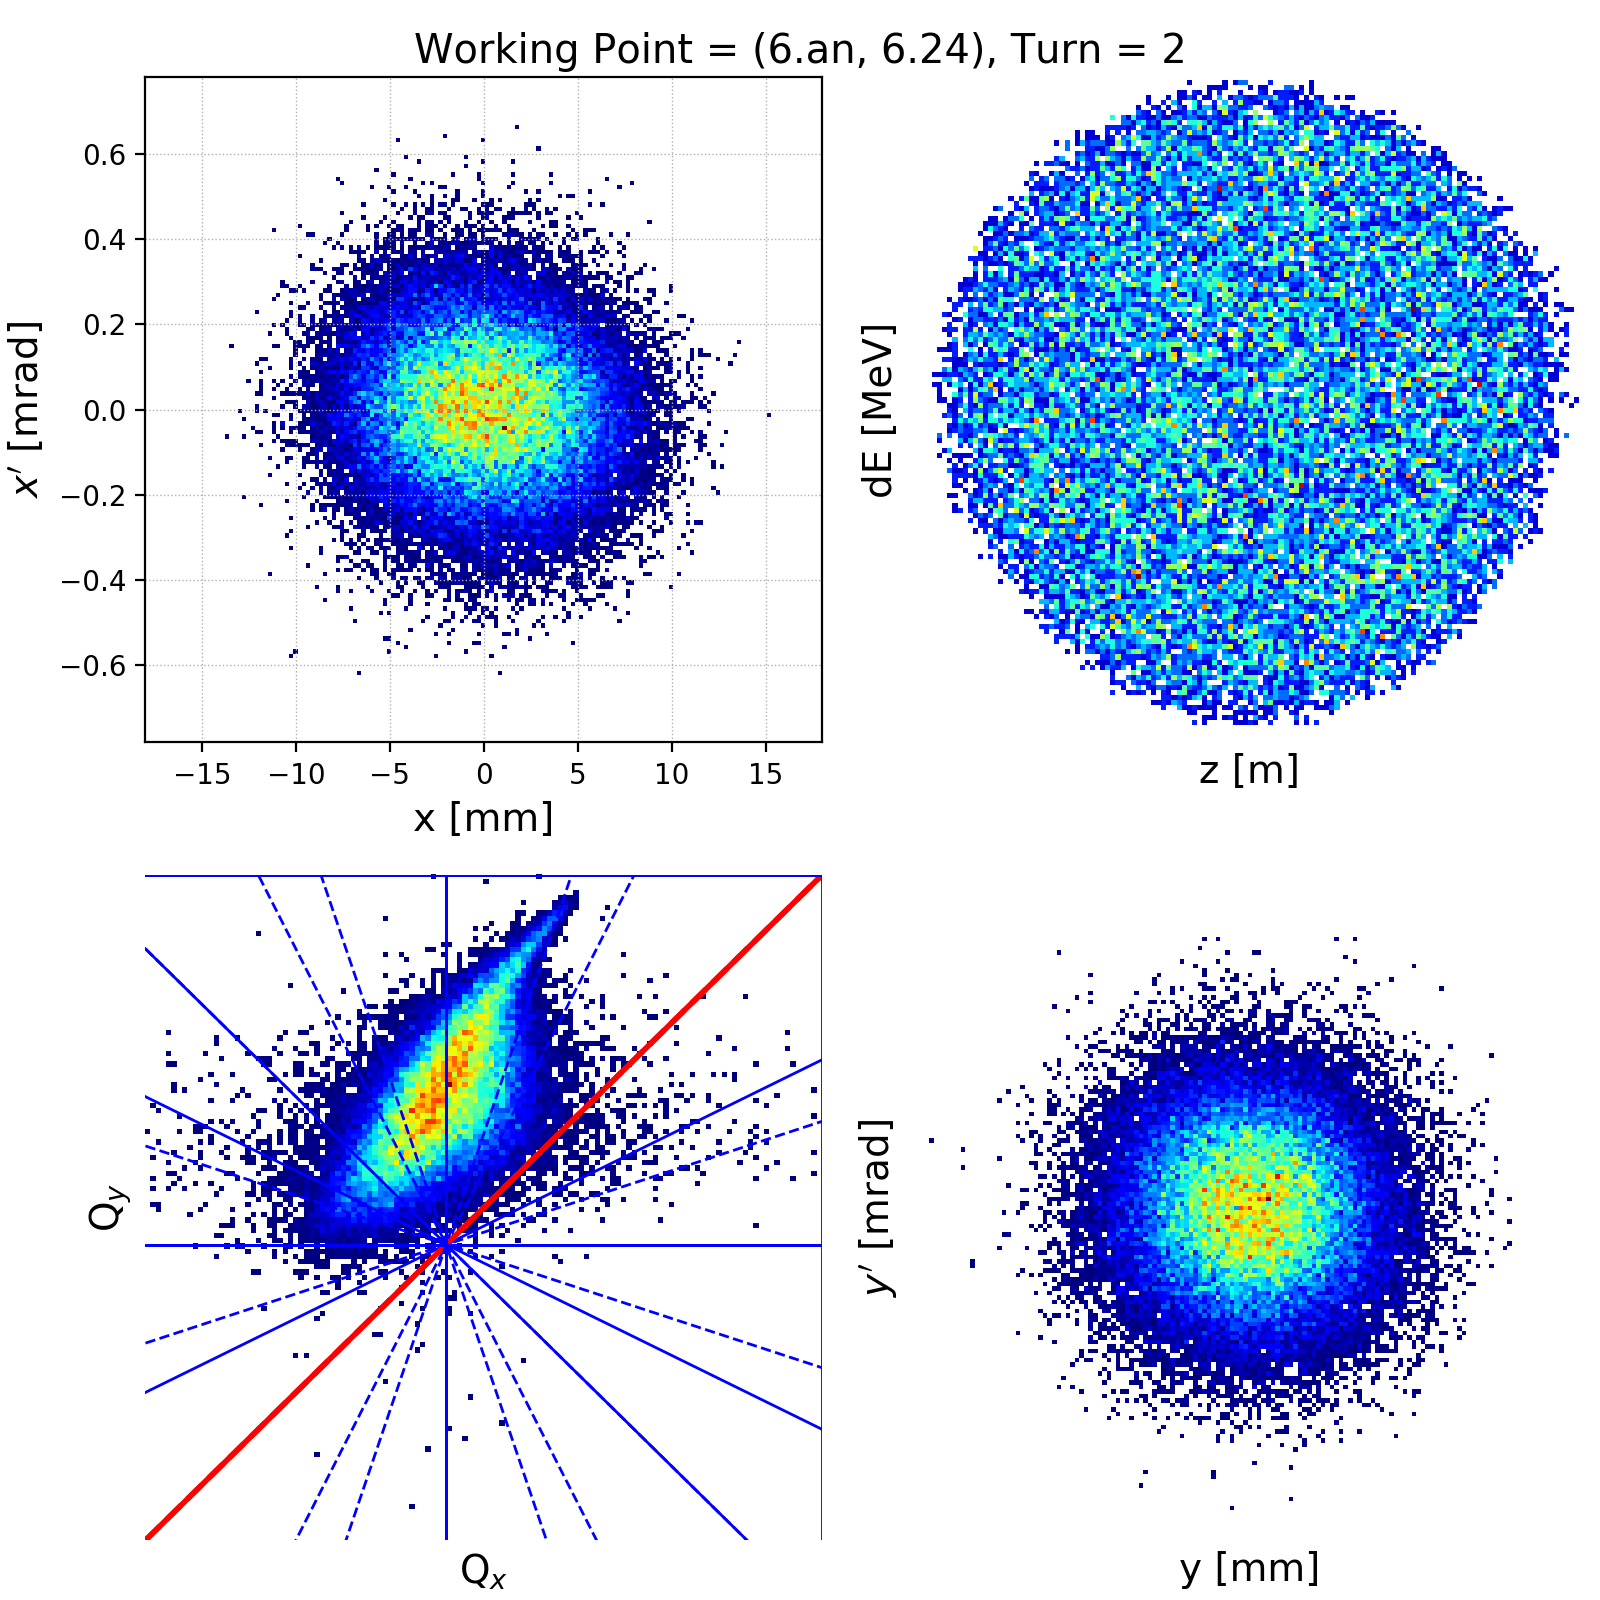 Working Point = (6.an, 6.24), Turn = 2
0.6
0.4
0.2
0.0
−0.2
−0.4
−0.6
x′ [mrad]
−15 −10 −5 0 5 10 15
x [mm]
dE [MeV]
z [m]
Qy
Qx
y′ [mrad]
y [mm]